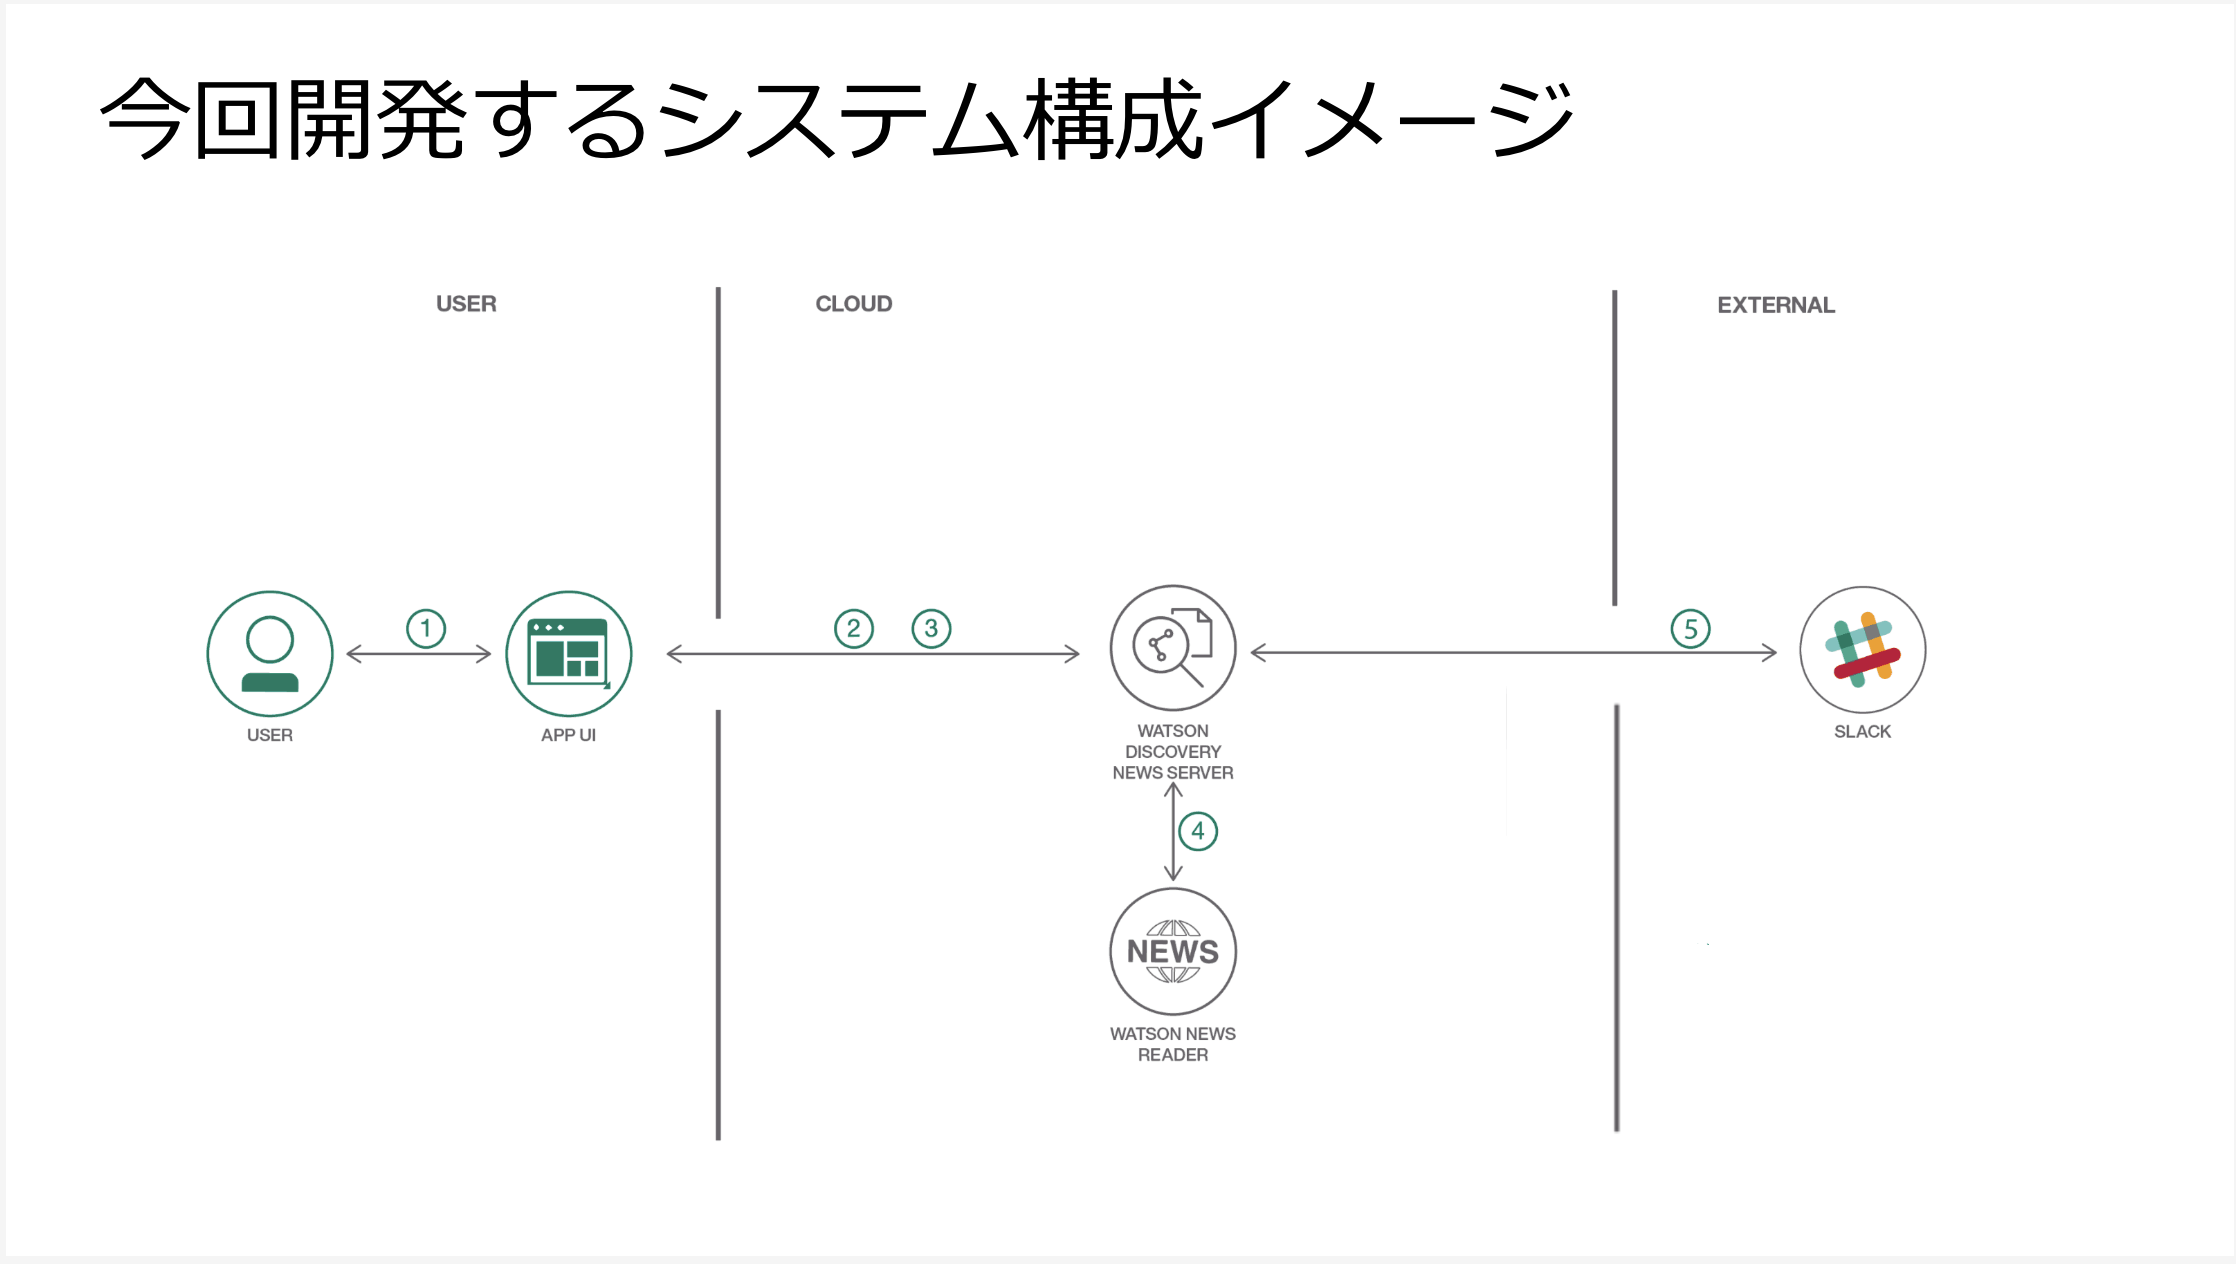 今回開発するシステム構成イメージ
USER
CLOUD
EXTERNAL
1
2
3
5
USER
APP UI
WATSON
DISCOVERY
NEWS SERVER
SLACK
4
NEWS
WATSON NEWS
READER